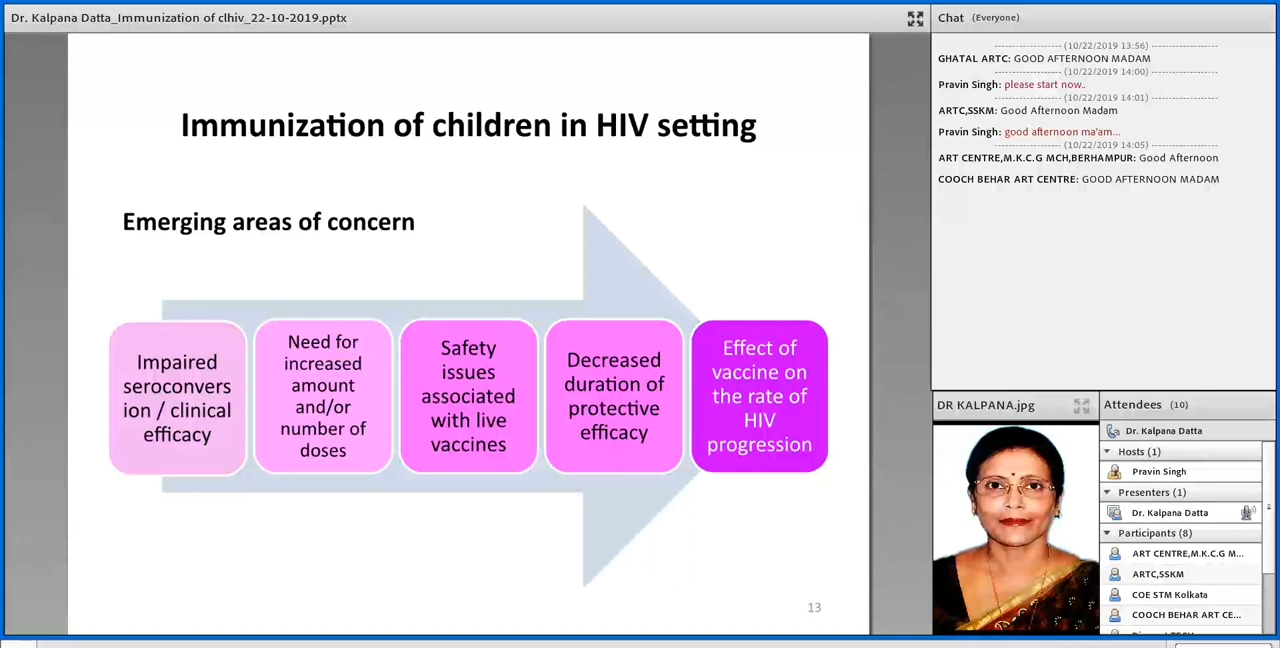 Dr. Kalpana Datta_Immunization of clhiv_22-10-2019.pptx
Immunization of children in HIV setting
Emerging areas of concern
Impaired
seroconvers
ion / clinical
efficacy
Need for
increased
amount
and/or
number of
doses
Safety
issues
associated
with live
vaccines
Decreased
duration of
protective
efficacy
Effect of
vaccine on
the rate of
HIV
progression
13
Chat (Everyone)
(10/22/2019 13:56)
GHATAL ARTC: GOOD AFTERNOON MADAM
(10/22/2019 14:00)
Pravin Singh: please start now..
(10/22/2019 14:01)
ARTC,SSKM: Good Afternoon Madam
Pravin Singh: good afternoon ma'am...
(10/22/2019 14:05)
ART CENTRE,M.K.C.G MCH,BERHAMPUR: Good Afternoon
COOCH BEHAR ART CENTRE: GOOD AFTERNOON MADAM
DR KALPANA.jpg
Attendees (10)
Dr. Kalpana Datta
Hosts (1)
Pravin Singh
Presenters (1)
Dr. Kalpana Datta
Participants (8)
ART CENTRE,M.K.C.G M...
ARTC,SSKM
COE STM Kolkata
COOCH BEHAR ART CE...